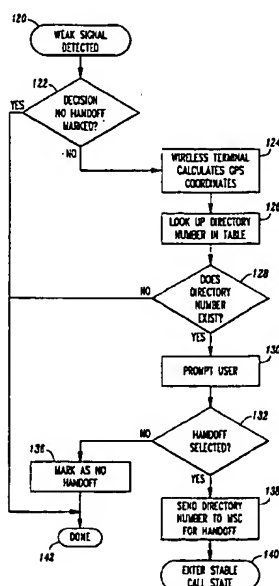 120
WEAK SIGNAL
DETECTED
122
DECISION
NO HANDOFF
MARKED?
YES
NO
124
WIRELESS TERMINAL
CALCULATES GPS
COORDINATES
126
LOOK UP DIRECTORY
NUMBER IN TABLE
128
DOES
DIRECTORY
NUMBER
EXIST?
NO
YES
130
PROMPT USER
132
HANDOFF
SELECTED?
NO
YES
136
MARK AS NO
HANDOFF
138
SEND DIRECTORY
NUMBER TO MSC
FOR HANDOFF
DONE
142
ENTER STABLE
CALL STATE
140